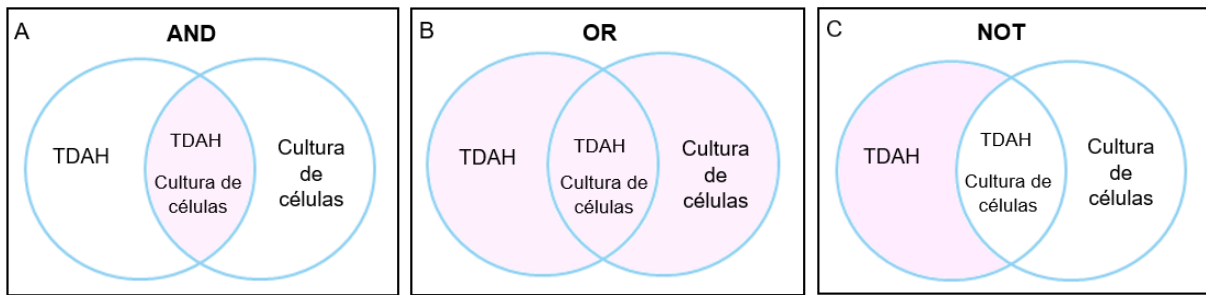 A
AND
TDAH
TDAH
Cultura de
células
Cultura
de
células
B
OR
TDAH
TDAH
Cultura de
células
Cultura
de
células
C
NOT
TDAH
TDAH
Cultura de
células
Cultura
de
células